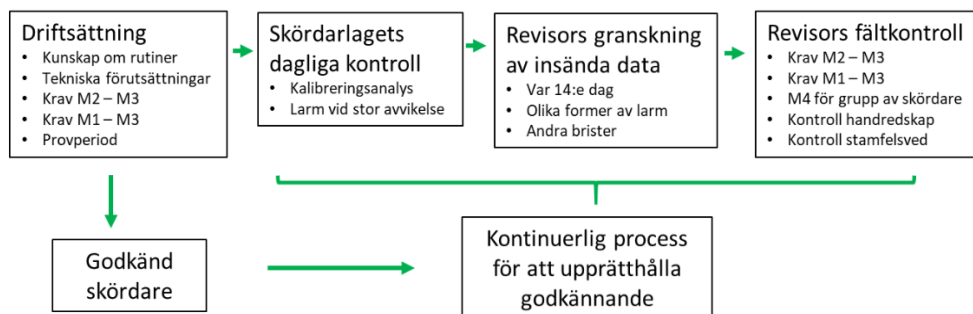 Driftsättning
• Kunskap om rutiner
• Tekniska förutsättningar
• Krav M2 – M3
• Krav M1 – M3
• Provperiod
Skördarlagets
dagliga kontroll
• Kalibreringsanalys
• Larm vid stor avvikelse
Revisors granskning
av insända data
• Var 14:e dag
• Olika former av larm
• Andra brister
Revisors fältkontroll
• Krav M2 – M3
• Krav M1 – M3
• M4 för grupp av skördare
• Kontroll handredskap
• Kontroll stamfelsved
Godkänd
skördare
Kontinuerlig process
för att upprätthålla
godkännande